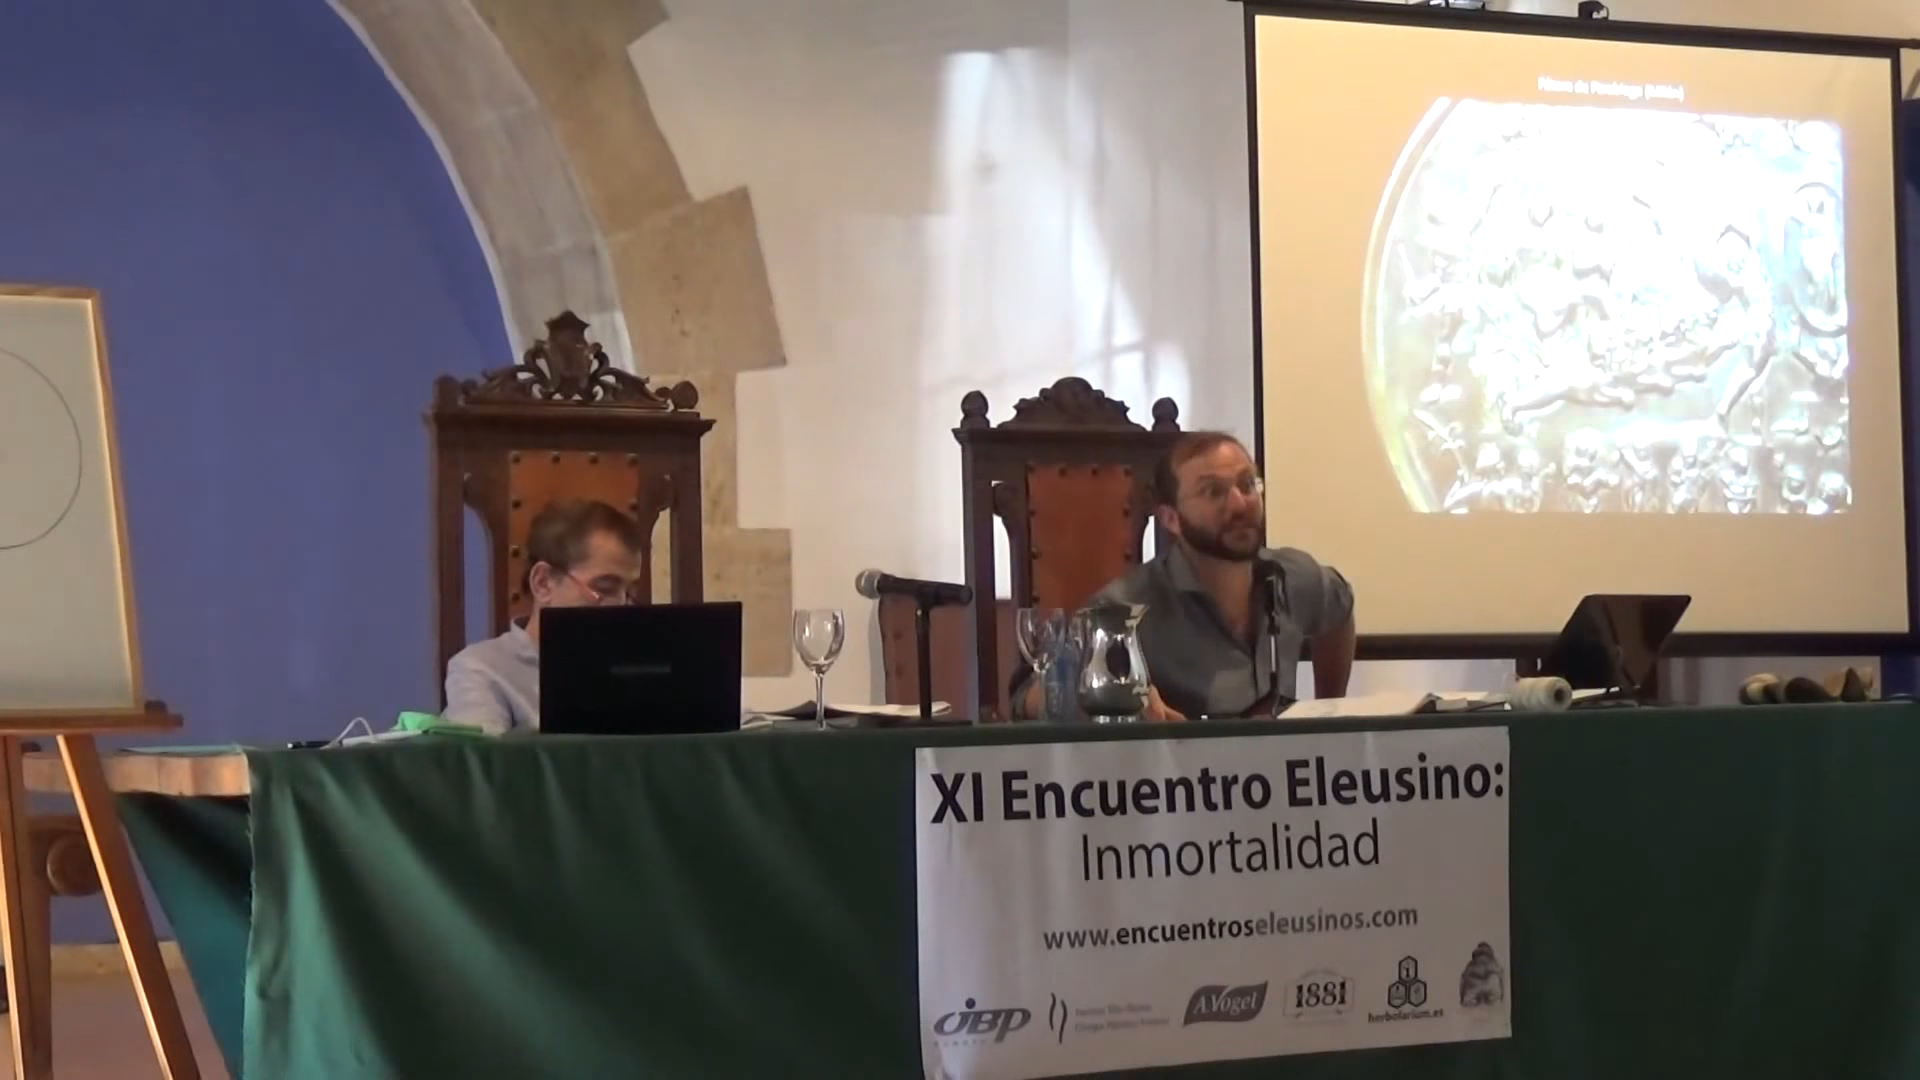 XI Encuentro Eleusino:
Inmortalidad
www.encuentroseleusinos.com
A.Vogel
1881
herbolarium.es